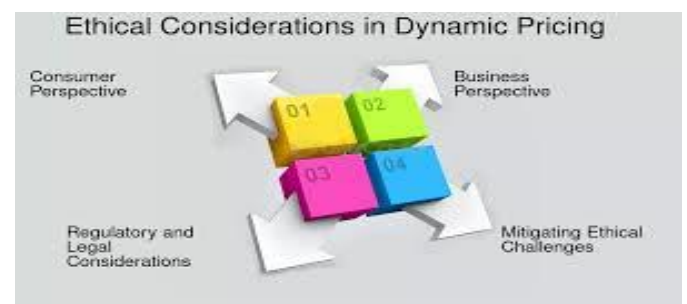 Ethical Considerations in Dynamic Pricing
Consumer
Perspective
Business
Perspective
01
02
03
04
Regulatory and
Legal
Considerations
Mitigating Ethical
Challenges